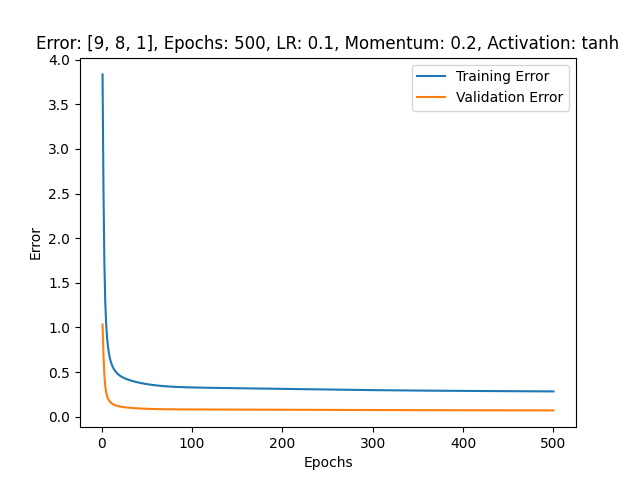 Error: [9, 8, 1], Epochs: 500, LR: 0.1, Momentum: 0.2, Activation: tanh
Training Error
Validation Error
4.0
3.5
3.0
2.5
2.0
1.5
1.0
0.5
0.0
Error
0 100 200 300 400 500
Epochs